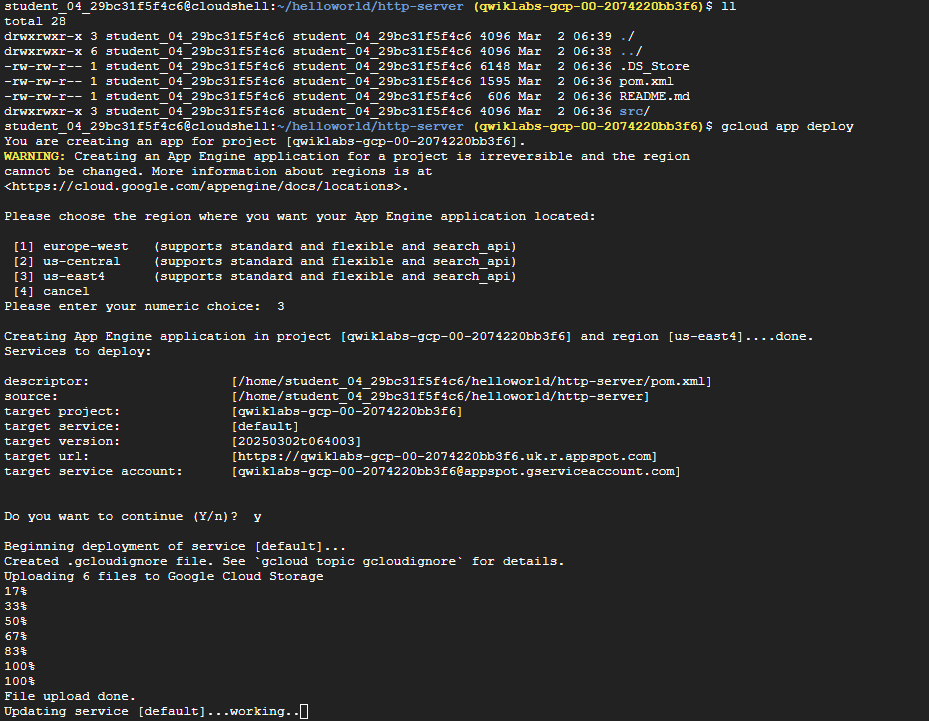 student_04_29bc31f5f4c6@cloudshell:~/helloworld/http-server (qwiklabs-gcp-00-2074220bb3f6)$ ll
total 28
drwxrwxr-x 3 student_04_29bc31f5f4c6 student_04_29bc31f5f4c6 4096 Mar  2 06:39 ./
drwxrwxr-x 6 student_04_29bc31f5f4c6 student_04_29bc31f5f4c6 4096 Mar  2 06:38 ../
-rw-rw-r-- 1 student_04_29bc31f5f4c6 student_04_29bc31f5f4c6 6148 Mar  2 06:36 .DS_Store
-rw-rw-r-- 1 student_04_29bc31f5f4c6 student_04_29bc31f5f4c6 1595 Mar  2 06:36 pom.xml
-rw-rw-r-- 1 student_04_29bc31f5f4c6 student_04_29bc31f5f4c6  606 Mar  2 06:36 README.md
drwxrwxr-x 3 student_04_29bc31f5f4c6 student_04_29bc31f5f4c6 4096 Mar  2 06:36 src/
student_04_29bc31f5f4c6@cloudshell:~/helloworld/http-server (qwiklabs-gcp-00-2074220bb3f6)$ gcloud app deploy
You are creating an app for project [qwiklabs-gcp-00-2074220bb3f6].
WARNING: Creating an App Engine application for a project is irreversible and the region
cannot be changed. More information about regions is at
<https://cloud.google.com/appengine/docs/locations>.
Please choose the region where you want your App Engine application located:
[1] europe-west   (supports standard and flexible and search_api)
[2] us-central    (supports standard and flexible and search_api)
[3] us-east4      (supports standard and flexible and search_api)
[4] cancel
Please enter your numeric choice:  3
Creating App Engine application in project [qwiklabs-gcp-00-2074220bb3f6] and region [us-east4]....done.
Services to deploy:
descriptor:                  [/home/student_04_29bc31f5f4c6/helloworld/http-server/pom.xml]
source:                      [/home/student_04_29bc31f5f4c6/helloworld/http-server]
target project:              [qwiklabs-gcp-00-2074220bb3f6]
target service:              [default]
target version:              [20250302t064003]
target url:                  [https://qwiklabs-gcp-00-2074220bb3f6.uk.r.appspot.com]
target service account:      [qwiklabs-gcp-00-2074220bb3f6@appspot.gserviceaccount.com]
Do you want to continue (Y/n)?  y
Beginning deployment of service [default]...
Created .gcloudignore file. See `gcloud topic gcloudignore` for details.
Uploading 6 files to Google Cloud Storage
17%
33%
50%
67%
83%
100%
100%
File upload done.
Updating service [default]...working..